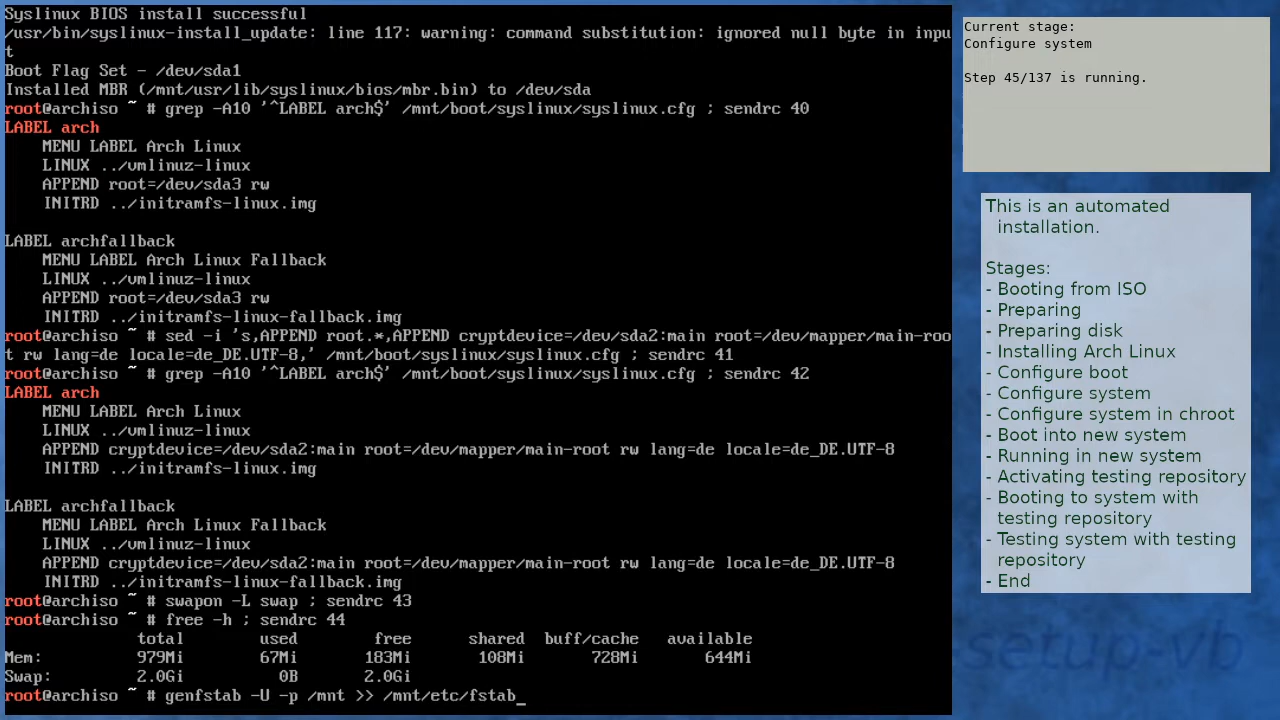 Syslinux BIOS install successful
/usr/bin/syslinux-install_update: line 117: warning: command substitution: ignored null byte in inpu
t
Boot Flag Set - /dev/sda1
Installed MBR (/mnt/usr/lib/syslinux/bios/mbr.bin) to /dev/sda
root@archiso ~ # grep -A10 '^LABEL arch$' /mnt/boot/syslinux/syslinux.cfg ; sendrc 40
LABEL arch
    MENU LABEL Arch Linux
    LINUX ../vmlinuz-linux
    APPEND root=/dev/sda3 rw
    INITRD ../initramfs-linux.img

LABEL archfallback
    MENU LABEL Arch Linux Fallback
    LINUX ../vmlinuz-linux
    APPEND root=/dev/sda3 rw
    INITRD ../initramfs-linux-fallback.img
root@archiso ~ # sed -i 's,APPEND root.*,APPEND cryptdevice=/dev/sda2:main root=/dev/mapper/main-roo
t rw lang=de locale=de_DE.UTF-8,' /mnt/boot/syslinux/syslinux.cfg ; sendrc 41
root@archiso ~ # grep -A10 '^LABEL arch$' /mnt/boot/syslinux/syslinux.cfg ; sendrc 42
LABEL arch
    MENU LABEL Arch Linux
    LINUX ../vmlinuz-linux
    APPEND cryptdevice=/dev/sda2:main root=/dev/mapper/main-root rw lang=de locale=de_DE.UTF-8
    INITRD ../initramfs-linux.img

LABEL archfallback
    MENU LABEL Arch Linux Fallback
    LINUX ../vmlinuz-linux
    APPEND cryptdevice=/dev/sda2:main root=/dev/mapper/main-root rw lang=de locale=de_DE.UTF-8
    INITRD ../initramfs-linux-fallback.img
root@archiso ~ # swapon -L swap ; sendrc 43
root@archiso ~ # free -h ; sendrc 44
              total        used        free      shared  buff/cache   available
Mem:          979Mi        67Mi       183Mi       108Mi       728Mi       644Mi
Swap:         2.0Gi          0B       2.0Gi
root@archiso ~ # genfstab -U -p /mnt >> /mnt/etc/fstab_
Current stage:
Configure system

Step 45/137 is running.
This is an automated
installation.

Stages:
- Booting from ISO
- Preparing
- Preparing disk
- Installing Arch Linux
- Configure boot
- Configure system
- Configure system in chroot
- Boot into new system
- Running in new system
- Activating testing repository
- Booting to system with
testing repository
- Testing system with testing
repository
- End
setup-vb